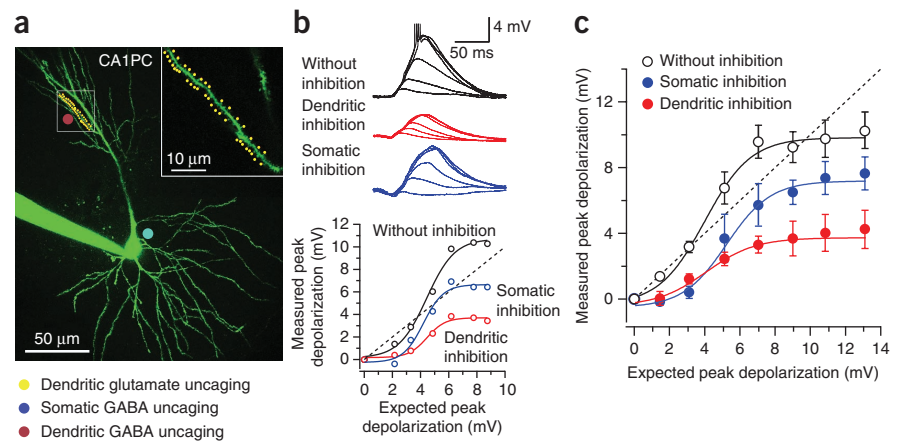 a
CA1PC
10 μm
50 μm
Dendritic glutamate uncaging
Somatic GABA uncaging
Dendritic GABA uncaging
b
4 mV
50 ms
Without
inhibition
Dendritic
inhibition
Somatic
inhibition
12
10
8
6
4
2
0
Measured peak
depolarization (mV)
Without inhibition
Somatic
inhibition
Dendritic
inhibition
0 2 4 6 8 10
Expected peak
depolarization (mV)
c
Without inhibition
Somatic inhibition
Dendritic inhibition
12
8
4
0
Measured peak depolarization (mV)
0 2 4 6 8 10 12 14
Expected peak depolarization (mV)